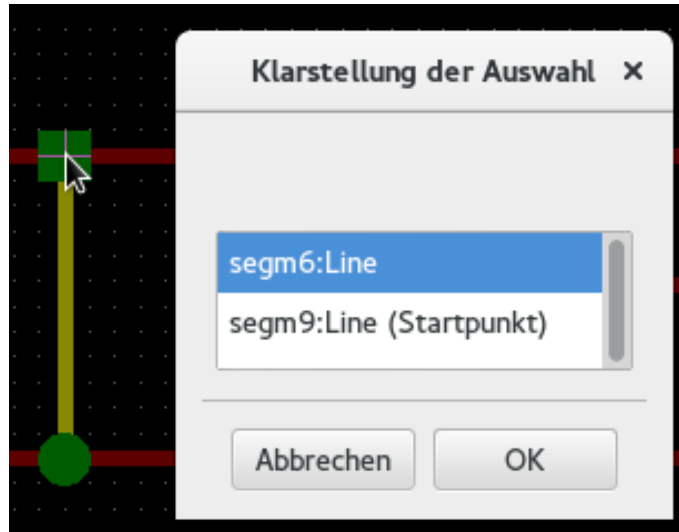 Klarstellung der Auswahl ×
segm6:Line
segm9:Line (Startpunkt)
Abbrechen
OK